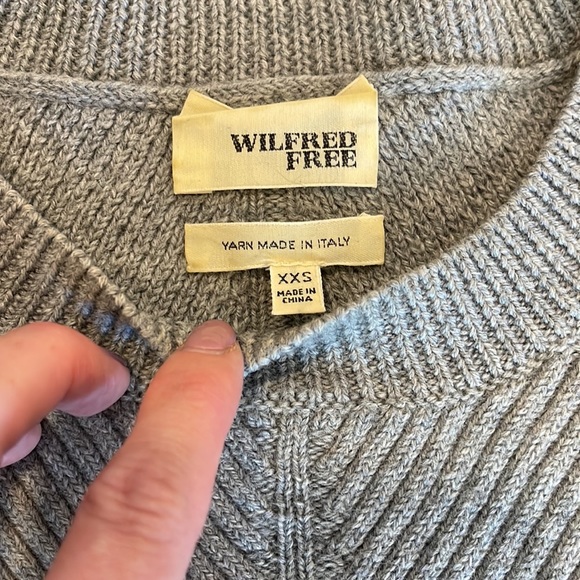 WILFRED
FREE
YARN MADE IN ITALY
XXS
MADE IN
CHINA